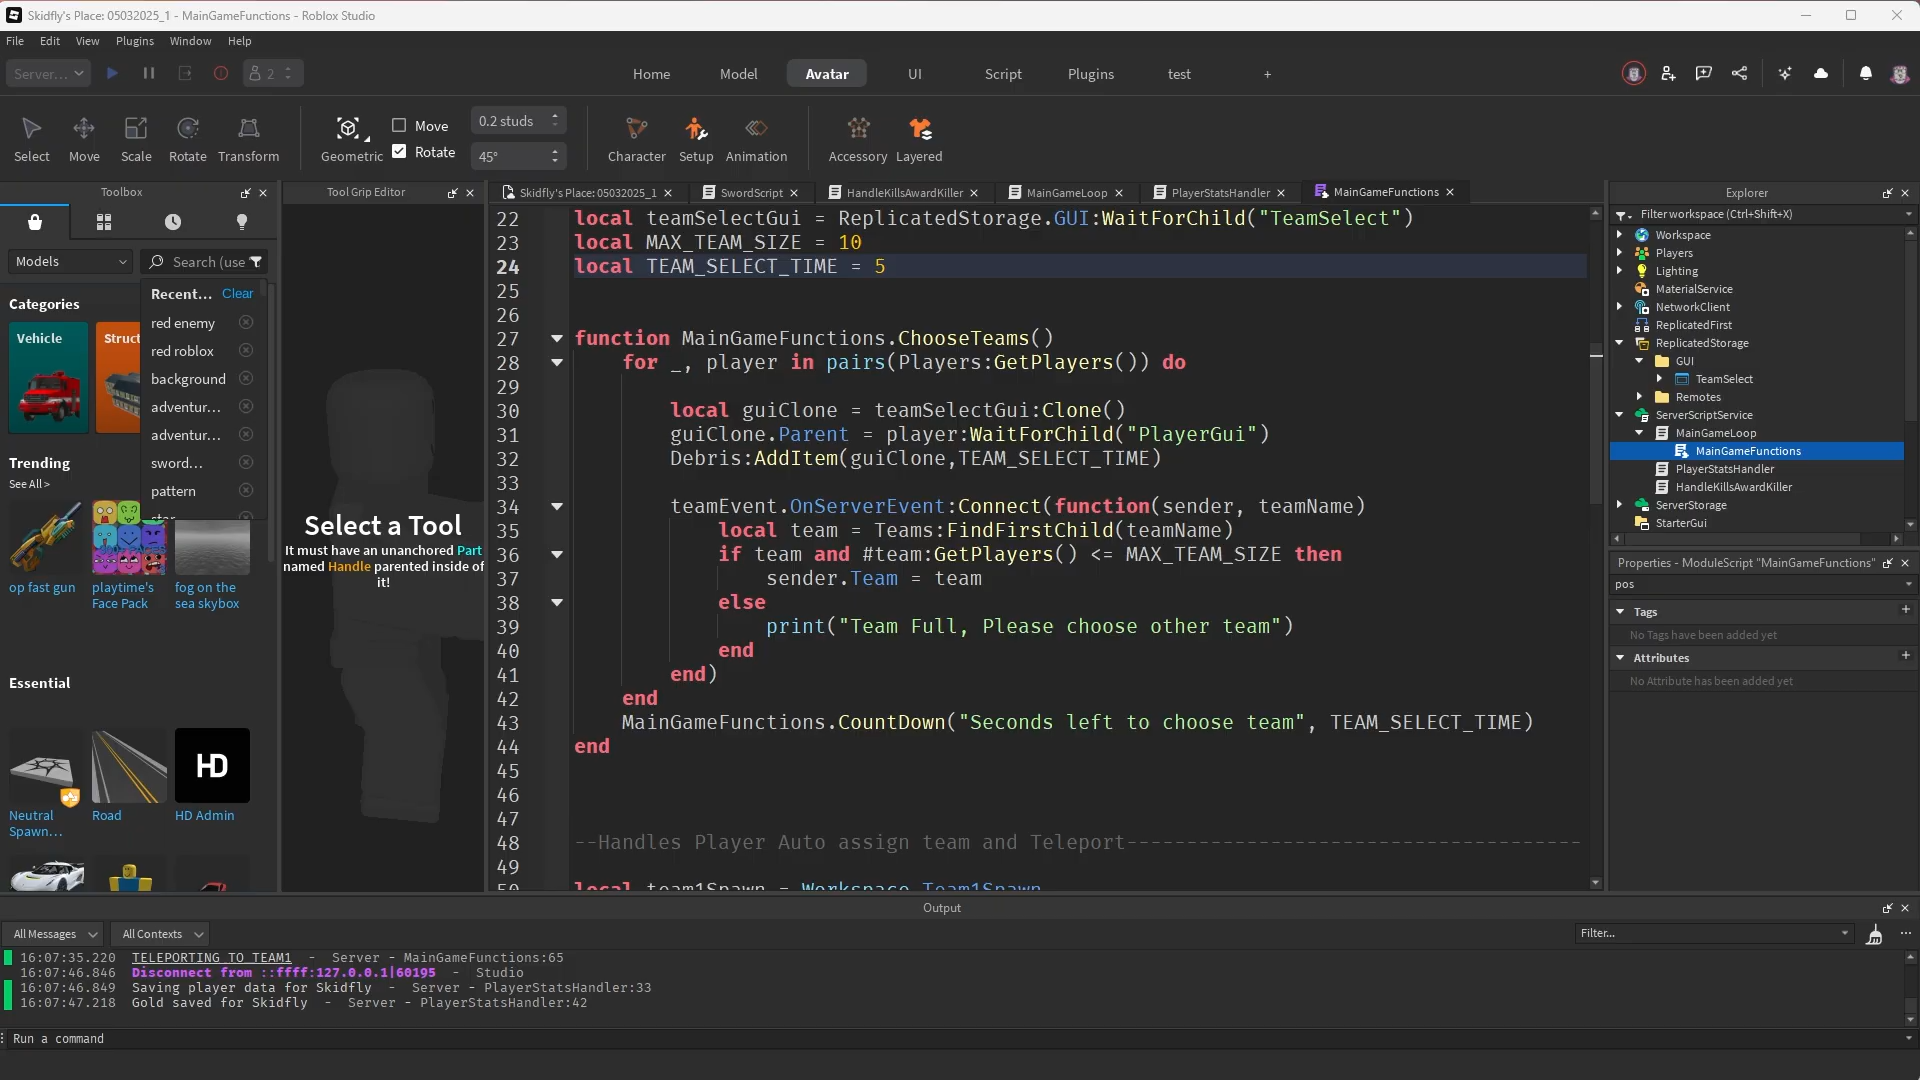 Skidfly's Place: 05032025_1 - MainGameFunctions - Roblox Studio
File Edit View Plugins Window Help
Server... 2 Home Model Avatar UI Script Plugins test +
Move 0.2 studs
Rotate 45°
Select Move Scale Rotate Transform Geometric Character Setup Animation Accessory Layered
Toolbox
Models
Search (use
Recent... Clear
red enemy
red roblox
background
adventur...
adventur...
sword...
pattern
Categories
Vehicle
Struct
Trending
See All >
op fast gun
playtime's Face Pack
fog on the sea skybox
Essential
HD
Neutral Spawn...
Road
HD Admin
Tool Grip Editor
Select a Tool
It must have an unanchored Part
named Handle parented inside of
it!
Skidfly's Place: 05032025_1 × SwordScript × HandleKillsAwardKiller × MainGameLoop × PlayerStatsHandler × MainGameFunctions ×
22 local teamSelectGui = ReplicatedStorage.GUI:WaitForChild("TeamSelect")
23 local MAX_TEAM_SIZE = 10
24 local TEAM_SELECT_TIME = 5
25
26
27 function MainGameFunctions.ChooseTeams()
28 for _, player in pairs(Players:GetPlayers()) do
29
30 local guiClone = teamSelectGui:Clone()
31 guiClone.Parent = player:WaitForChild("PlayerGui")
32 Debris:AddItem(guiClone,TEAM_SELECT_TIME)
33
34 teamEvent.OnServerEvent:Connect(function(sender, teamName)
35 local team = Teams:FindFirstChild(teamName)
36 if team and #team:GetPlayers() <= MAX_TEAM_SIZE then
37 sender.Team = team
38 else
39 print("Team Full, Please choose other team")
40 end
41 end)
42 end
43 MainGameFunctions.CountDown("Seconds left to choose team", TEAM_SELECT_TIME)
44 end
45
46
47
48 --Handles Player Auto assign team and Teleport--------------------------------------
49
50 local team1Spawn = Workspace.Team1Spawn
Explorer
Filter workspace (Ctrl+Shift+X)
Workspace
Players
Lighting
MaterialService
NetworkClient
ReplicatedFirst
ReplicatedStorage
GUI
TeamSelect
Remotes
ServerScriptService
MainGameLoop
MainGameFunctions
PlayerStatsHandler
HandleKillsAwardKiller
ServerStorage
StarterGui
Properties - ModuleScript "MainGameFunctions"
pos
Tags +
No Tags have been added yet
Attributes +
No Attribute has been added yet
Output
All Messages All Contexts Filter...
16:07:35.220 TELEPORTING TO TEAM1 - Server - MainGameFunctions:65
16:07:46.846 Disconnect from ::ffff:127.0.0.1|60195 - Studio
16:07:46.849 Saving player data for Skidfly - Server - PlayerStatsHandler:33
16:07:47.218 Gold saved for Skidfly - Server - PlayerStatsHandler:42
Run a command